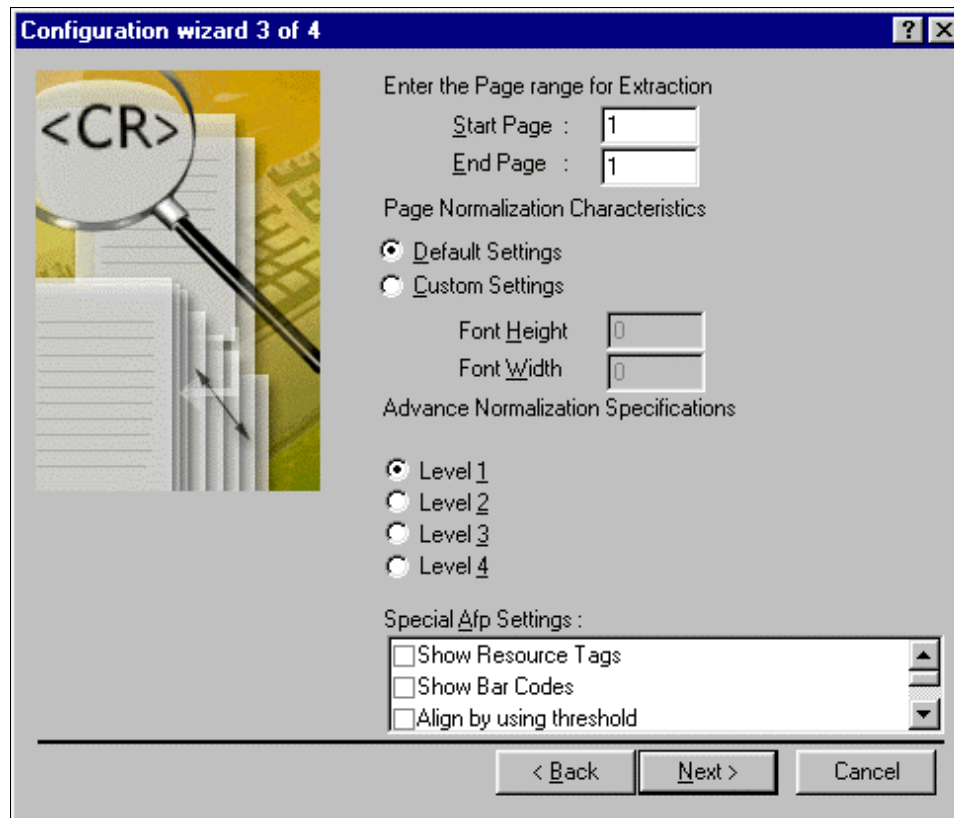 Configuration wizard 3 of 4
<CR>
Enter the Page range for Extraction
Start Page : 1
End Page : 1
Page Normalization Characteristics
Default Settings
Custom Settings
Font Height 0
Font Width 0
Advance Normalization Specifications
Level 1
Level 2
Level 3
Level 4
Special Afp Settings :
Show Resource Tags
Show Bar Codes
Align by using threshold
< Back Next > Cancel